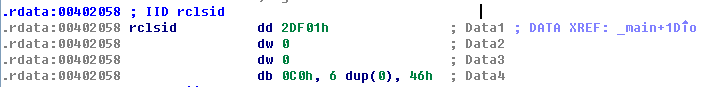 .rdata:00402058 ; IID rclsid
.rdata:00402058 rclsid dd 2DF01h ; Data1 ; DATA XREF: _main+1D↑o
.rdata:00402058 dw 0 ; Data2
.rdata:00402058 dw 0 ; Data3
.rdata:00402058 db 0C0h, 6 dup(0), 46h ; Data4